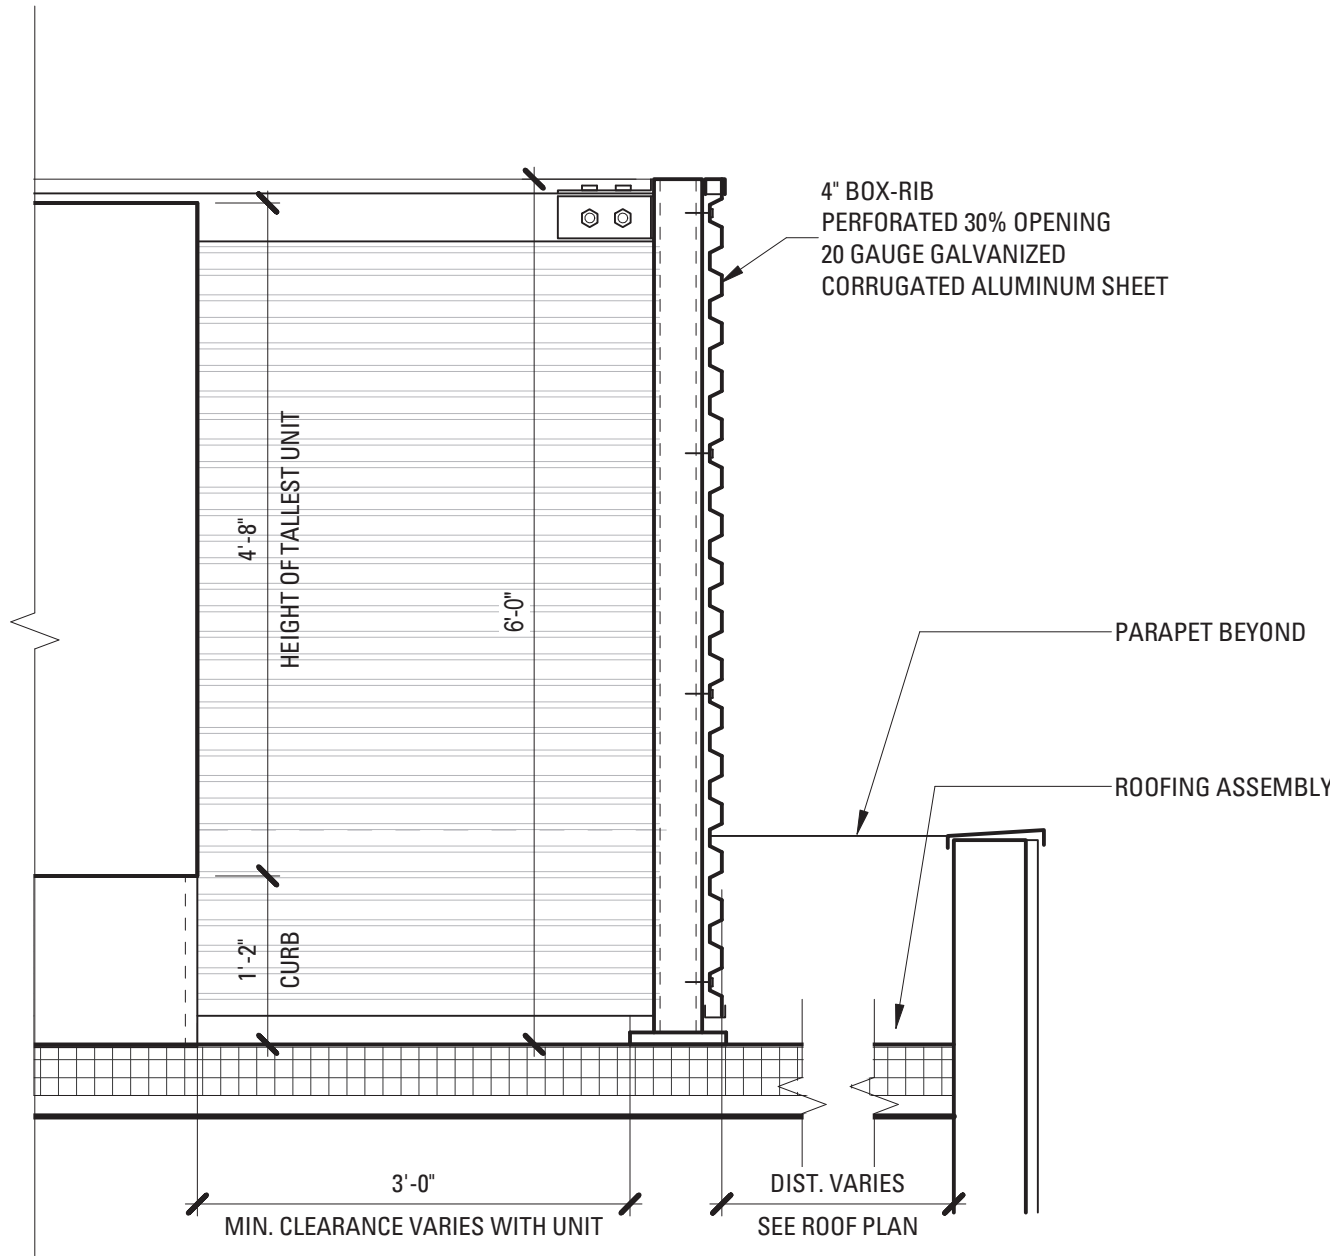 4" BOX-RIB
PERFORATED 30% OPENING
20 GAUGE GALVANIZED
CORRUGATED ALUMINUM SHEET
4'-8"
HEIGHT OF TALLEST UNIT
6'-0"
PARAPET BEYOND
ROOFING ASSEMBLY
1'-2"
CURB
3'-0"
MIN. CLEARANCE VARIES WITH UNIT
DIST. VARIES
SEE ROOF PLAN